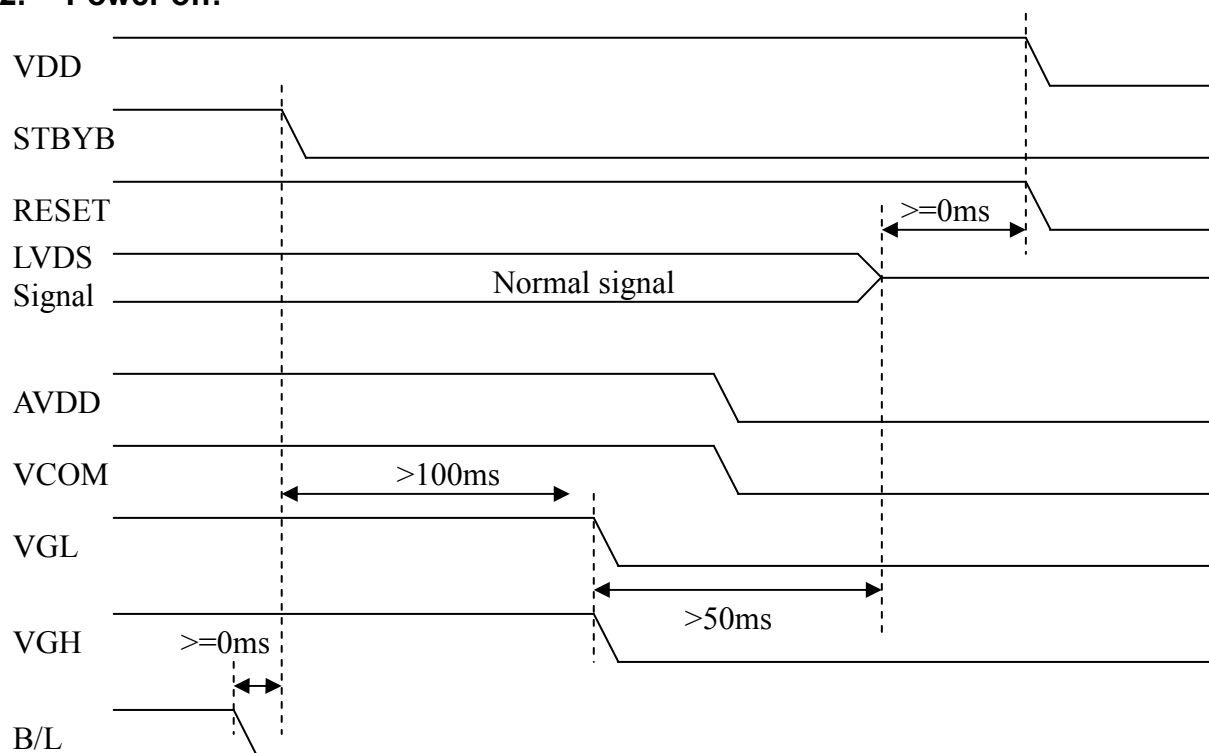 2. Power off:
VDD
STBYB
RESET
>=0ms
LVDS
Signal
Normal signal
AVDD
VCOM
>100ms
VGL
>50ms
VGH
>=0ms
B/L